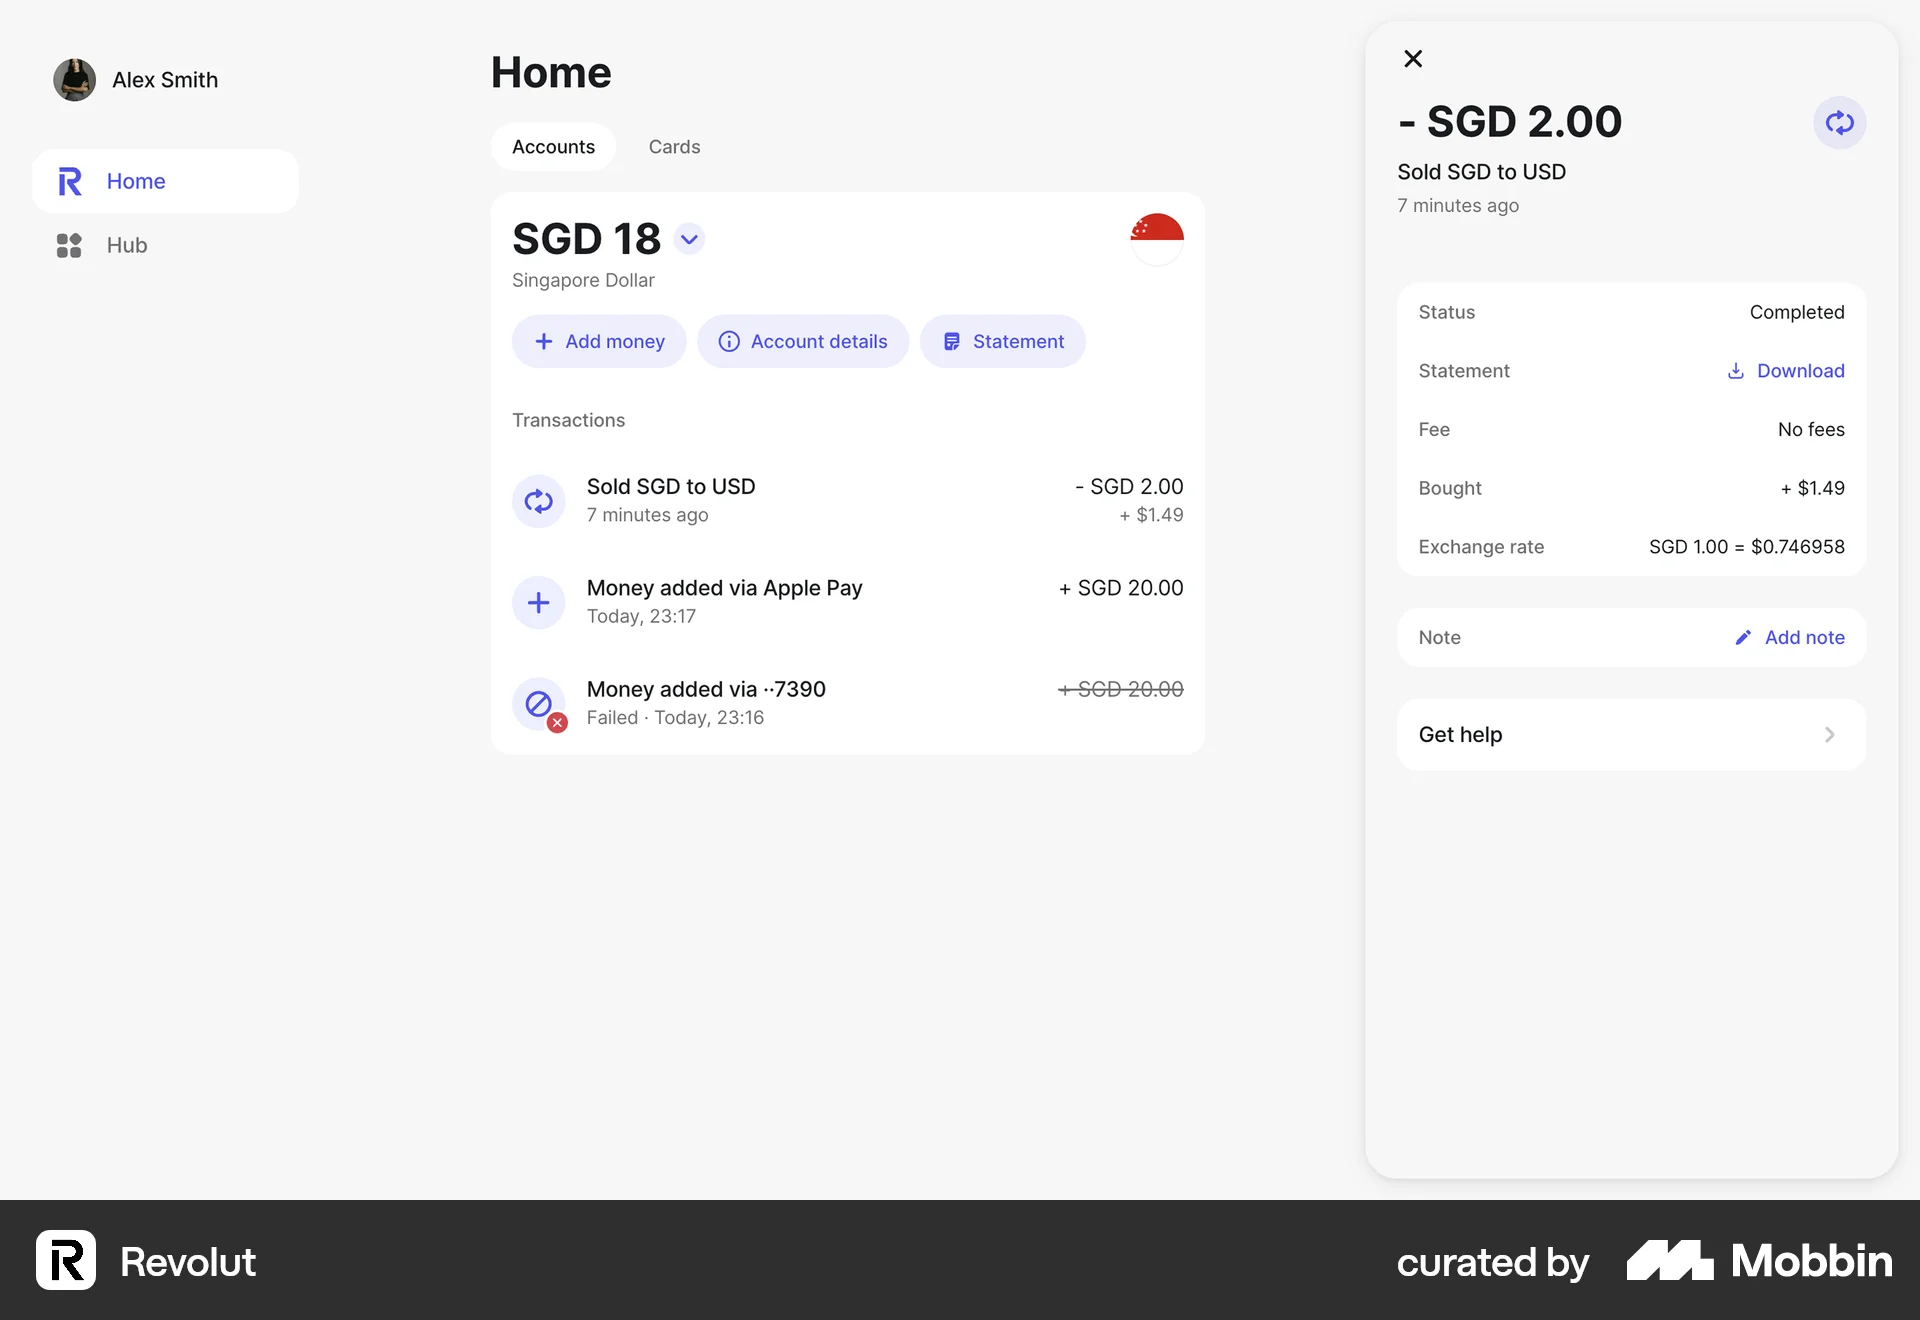 Alex Smith
Home
Hub
Home
Accounts
Cards
SGD 18
Singapore Dollar
Add money
Account details
Statement
Transactions
Sold SGD to USD
- SGD 2.00
7 minutes ago
+ $1.49
Money added via Apple Pay
+ SGD 20.00
Today, 23:17
Money added via ··7390
+ SGD 20.00
Failed · Today, 23:16
- SGD 2.00
Sold SGD to USD
7 minutes ago
Status
Completed
Statement
Download
Fee
No fees
Bought
+ $1.49
Exchange rate
SGD 1.00 = $0.746958
Note
Add note
Get help
Revolut
curated by
Mobbin